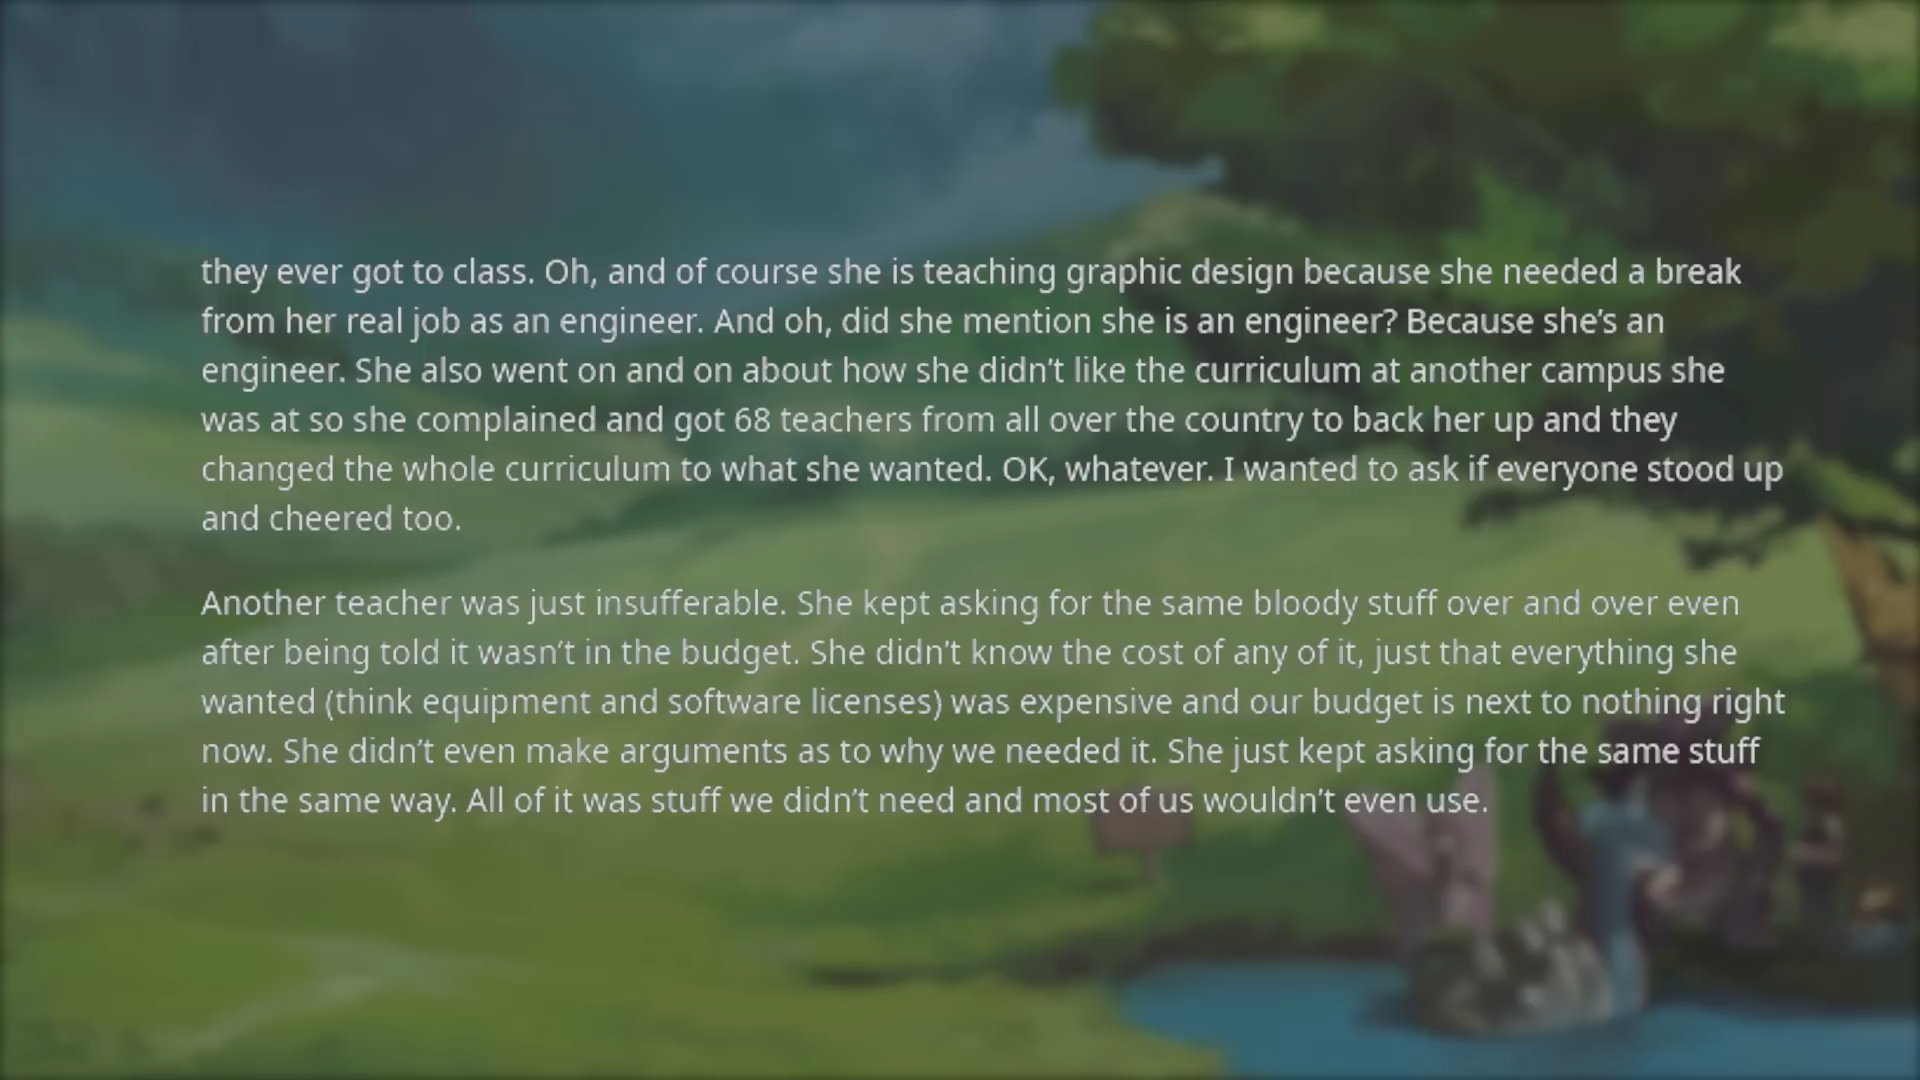 they ever got to class. Oh, and of course she is teaching graphic design because she needed a break
from her real job as an engineer. And oh, did she mention she is an engineer? Because she’s an
engineer. She also went on and on about how she didn’t like the curriculum at another campus she
was at so she complained and got 68 teachers from all over the country to back her up and they
changed the whole curriculum to what she wanted. OK, whatever. I wanted to ask if everyone stood up
and cheered too.
Another teacher was just insufferable. She kept asking for the same bloody stuff over and over even
after being told it wasn’t in the budget. She didn’t know the cost of any of it, just that everything she
wanted (think equipment and software licenses) was expensive and our budget is next to nothing right
now. She didn’t even make arguments as to why we needed it. She just kept asking for the same stuff
in the same way. All of it was stuff we didn’t need and most of us wouldn’t even use.